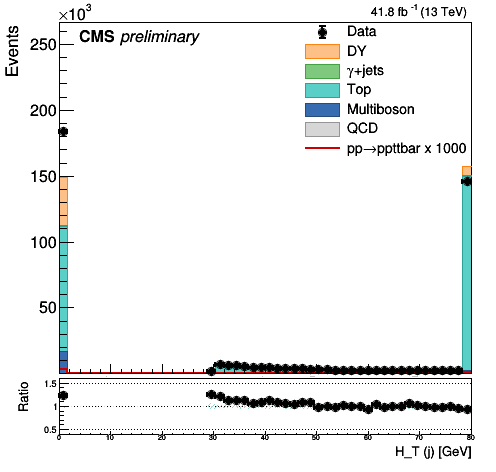 ×10³
41.8 fb⁻¹ (13 TeV)
CMS preliminary
Events
250
200
150
100
50
Data
DY
γ+jets
Top
Multiboson
QCD
pp→ppttbar x 1000
Ratio
1.5
1
0.5
0 10 20 30 40 50 60 70 80
H_T (j) [GeV]